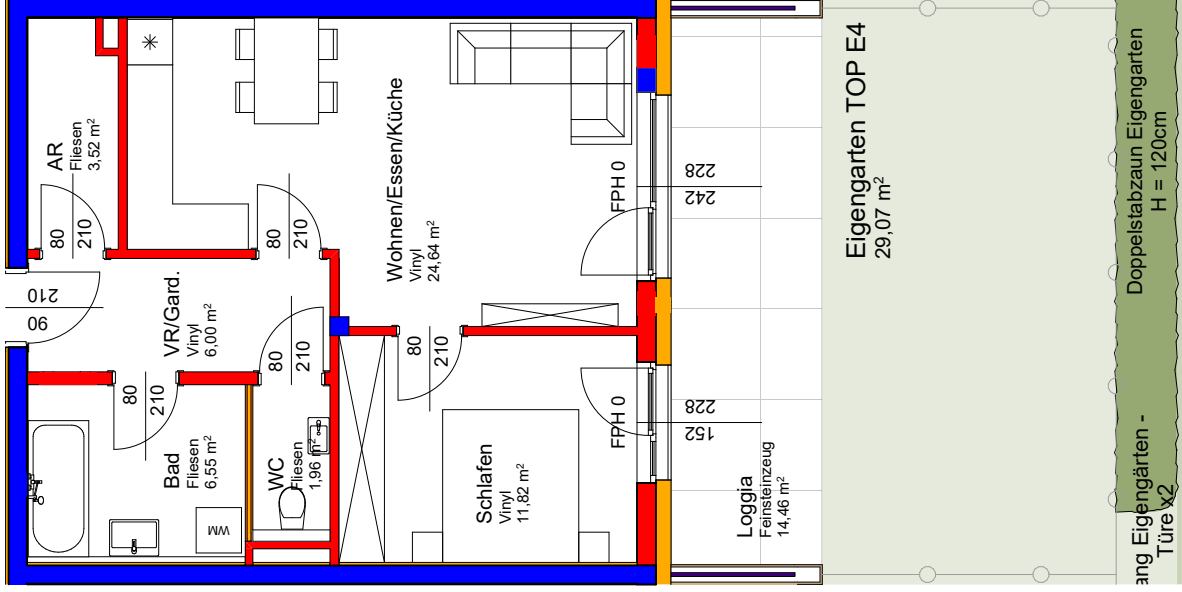 AR
Fliesen
3,52 m²
80
210
90
210
VR/Gard.
Vinyl
6,00 m²
80
210
Wohnen/Essen/Küche
Vinyl
24,64 m²
FPH 0
228
242
80
210
Bad
Fliesen
6,55 m²
WM
80
210
WC
Fliesen
1,96 m²
80
210
Schlafen
Vinyl
11,82 m²
FPH 0
228
152
Loggia
Feinsteinzeug
14,46 m²
Eigengarten TOP E4
29,07 m²
Doppelstabzaun Eigengarten
H = 120cm
ang Eigengärten -
Türe x2